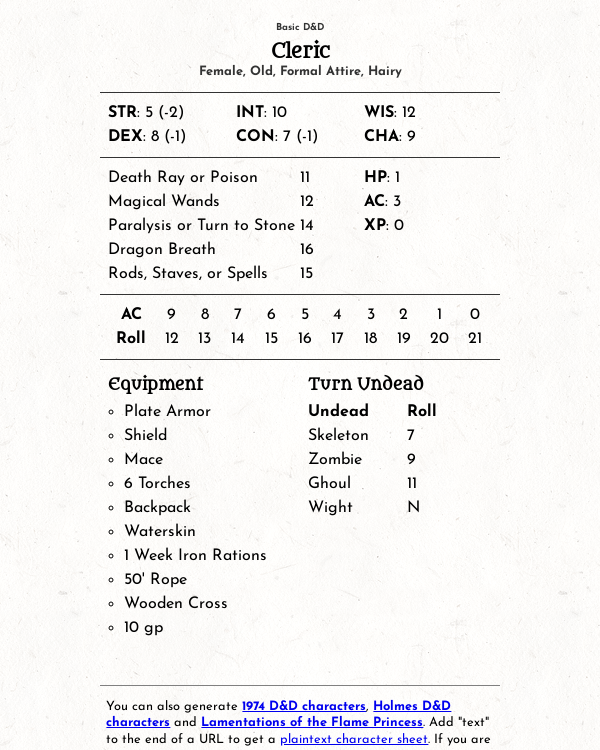 Basic D&D
Cleric
Female, Old, Formal Attire, Hairy
STR: 5 (-2) INT: 10 WIS: 12
DEX: 8 (-1) CON: 7 (-1) CHA: 9
Death Ray or Poison 11 HP: 1
Magical Wands 12 AC: 3
Paralysis or Turn to Stone 14 XP: 0
Dragon Breath 16
Rods, Staves, or Spells 15
AC 9 8 7 6 5 4 3 2 1 0
Roll 12 13 14 15 16 17 18 19 20 21
Equipment
Plate Armor
Shield
Mace
6 Torches
Backpack
Waterskin
1 Week Iron Rations
50' Rope
Wooden Cross
10 gp
Turn Undead
Undead Roll
Skeleton 7
Zombie 9
Ghoul 11
Wight N
You can also generate 1974 D&D characters, Holmes D&D
characters and Lamentations of the Flame Princess. Add "text"
to the end of a URL to get a plaintext character sheet. If you are